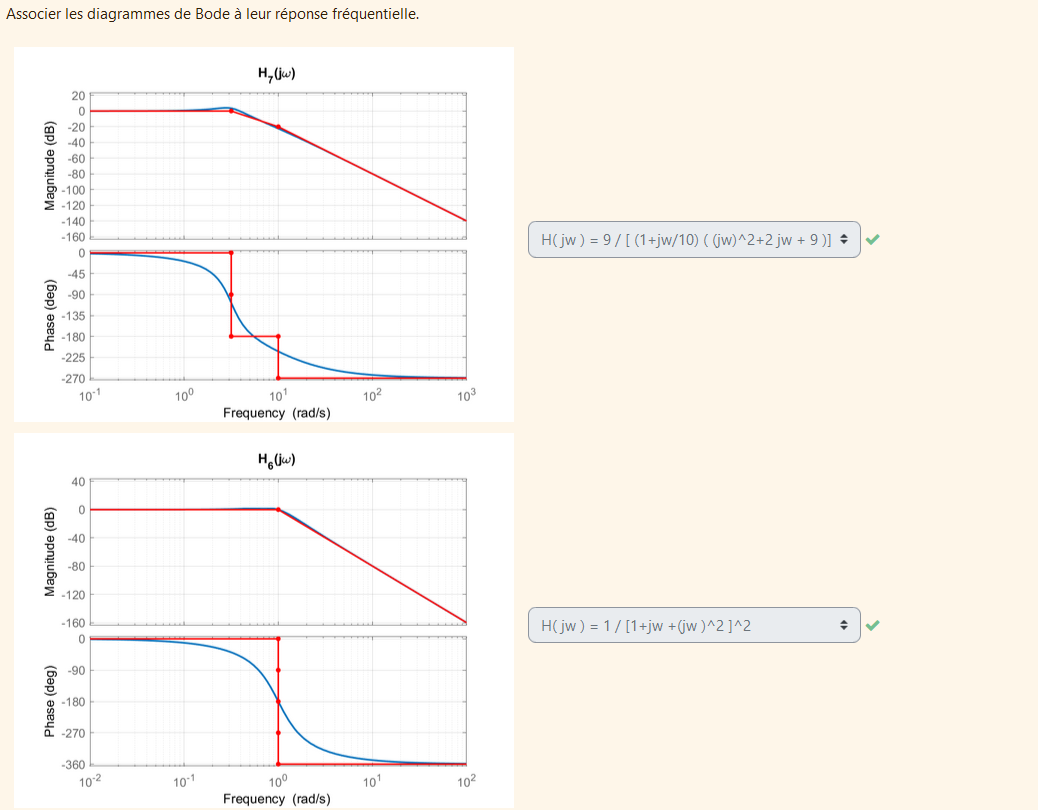 Associer les diagrammes de Bode à leur réponse fréquentielle.
H7(jω)
Magnitude (dB)
20
0
-20
-40
-60
-80
-100
-120
-140
-160
Phase (deg)
0
-45
-90
-135
-180
-225
-270
10^-1 10^0 10^1 10^2 10^3
Frequency (rad/s)
H( jw ) = 9 / [ (1+jw/10) ( (jw)^2+2 jw + 9 )]
H6(jω)
Magnitude (dB)
40
0
-40
-80
-120
-160
Phase (deg)
0
-90
-180
-270
-360
10^-2 10^-1 10^0 10^1 10^2
Frequency (rad/s)
H( jw ) = 1 / [1+jw +(jw )^2 ]^2